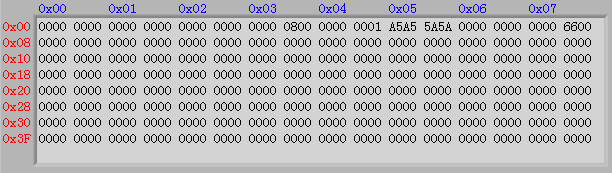 0x00 0x01 0x02 0x03 0x04 0x05 0x06 0x07
0x00 0000 0000 0000 0000 0000 0000 0000 0800 0000 0001 A5A5 5A5A 0000 0000 0000 6600
0x08 0000 0000 0000 0000 0000 0000 0000 0000 0000 0000 0000 0000 0000 0000 0000 0000
0x10 0000 0000 0000 0000 0000 0000 0000 0000 0000 0000 0000 0000 0000 0000 0000 0000
0x18 0000 0000 0000 0000 0000 0000 0000 0000 0000 0000 0000 0000 0000 0000 0000 0000
0x20 0000 0000 0000 0000 0000 0000 0000 0000 0000 0000 0000 0000 0000 0000 0000 0000
0x28 0000 0000 0000 0000 0000 0000 0000 0000 0000 0000 0000 0000 0000 0000 0000 0000
0x30 0000 0000 0000 0000 0000 0000 0000 0000 0000 0000 0000 0000 0000 0000 0000 0000
0x3F 0000 0000 0000 0000 0000 0000 0000 0000 0000 0000 0000 0000 0000 0000 0000 0000